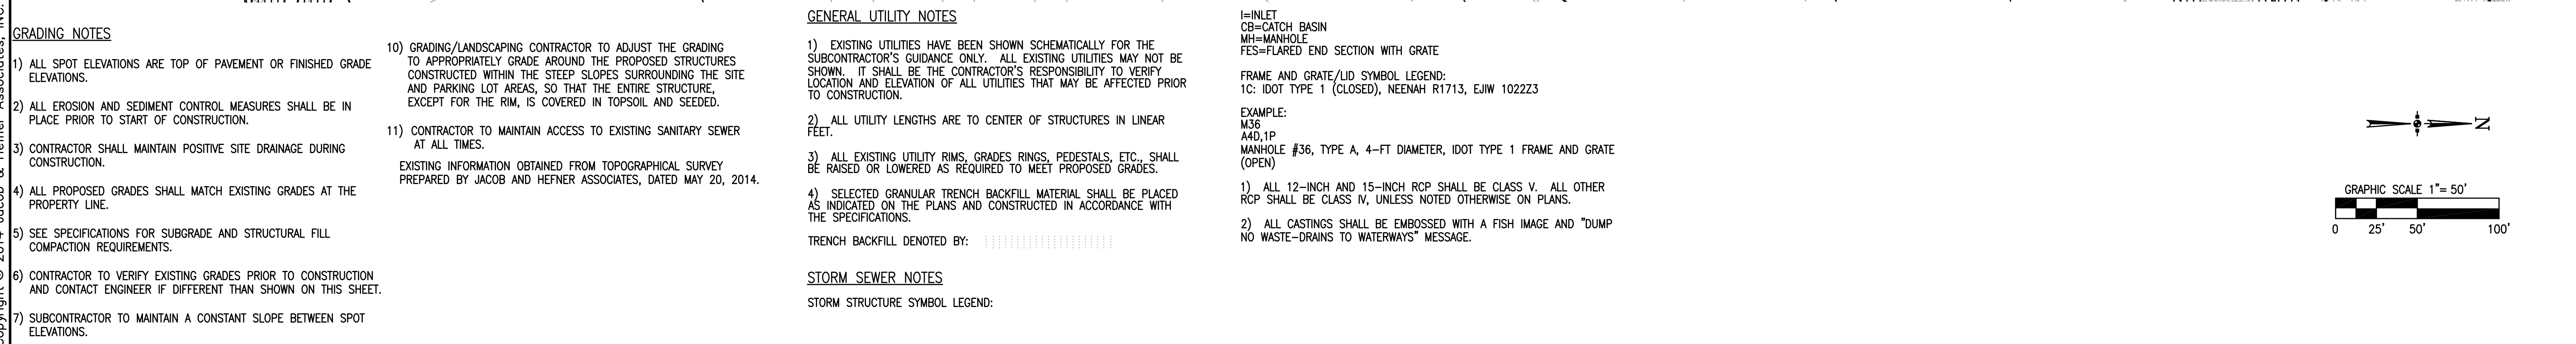 Copyright © 2014 Jacob & Hefner Associates, INC.
GRADING NOTES
1) ALL SPOT ELEVATIONS ARE TOP OF PAVEMENT OR FINISHED GRADE
ELEVATIONS.
2) ALL EROSION AND SEDIMENT CONTROL MEASURES SHALL BE IN
PLACE PRIOR TO START OF CONSTRUCTION.
3) CONTRACTOR SHALL MAINTAIN POSITIVE SITE DRAINAGE DURING
CONSTRUCTION.
4) ALL PROPOSED GRADES SHALL MATCH EXISTING GRADES AT THE
PROPERTY LINE.
5) SEE SPECIFICATIONS FOR SUBGRADE AND STRUCTURAL FILL
COMPACTION REQUIREMENTS.
6) CONTRACTOR TO VERIFY EXISTING GRADES PRIOR TO CONSTRUCTION
AND CONTACT ENGINEER IF DIFFERENT THAN SHOWN ON THIS SHEET.
7) SUBCONTRACTOR TO MAINTAIN A CONSTANT SLOPE BETWEEN SPOT
ELEVATIONS.
10) GRADING/LANDSCAPING CONTRACTOR TO ADJUST THE GRADING
TO APPROPRIATELY GRADE AROUND THE PROPOSED STRUCTURES
CONSTRUCTED WITHIN THE STEEP SLOPES SURROUNDING THE SITE
AND PARKING LOT AREAS, SO THAT THE ENTIRE STRUCTURE,
EXCEPT FOR THE RIM, IS COVERED IN TOPSOIL AND SEEDED.
11) CONTRACTOR TO MAINTAIN ACCESS TO EXISTING SANITARY SEWER
AT ALL TIMES.
EXISTING INFORMATION OBTAINED FROM TOPOGRAPHICAL SURVEY
PREPARED BY JACOB AND HEFNER ASSOCIATES, DATED MAY 20, 2014.
GENERAL UTILITY NOTES
1) EXISTING UTILITIES HAVE BEEN SHOWN SCHEMATICALLY FOR THE
SUBCONTRACTOR'S GUIDANCE ONLY. ALL EXISTING UTILITIES MAY NOT BE
SHOWN. IT SHALL BE THE CONTRACTOR'S RESPONSIBILITY TO VERIFY
LOCATION AND ELEVATION OF ALL UTILITIES THAT MAY BE AFFECTED PRIOR
TO CONSTRUCTION.
2) ALL UTILITY LENGTHS ARE TO CENTER OF STRUCTURES IN LINEAR
FEET.
3) ALL EXISTING UTILITY RIMS, GRADES RINGS, PEDESTALS, ETC., SHALL
BE RAISED OR LOWERED AS REQUIRED TO MEET PROPOSED GRADES.
4) SELECTED GRANULAR TRENCH BACKFILL MATERIAL SHALL BE PLACED
AS INDICATED ON THE PLANS AND CONSTRUCTED IN ACCORDANCE WITH
THE SPECIFICATIONS.
TRENCH BACKFILL DENOTED BY:
STORM SEWER NOTES
STORM STRUCTURE SYMBOL LEGEND:
I=INLET
CB=CATCH BASIN
MH=MANHOLE
FES=FLARED END SECTION WITH GRATE
FRAME AND GRATE/LID SYMBOL LEGEND:
1C: IDOT TYPE 1 (CLOSED), NEENAH R1713, EJIW 1022Z3
EXAMPLE:
M36
A4D,1P
MANHOLE #36, TYPE A, 4-FT DIAMETER, IDOT TYPE 1 FRAME AND GRATE
(OPEN)
1) ALL 12-INCH AND 15-INCH RCP SHALL BE CLASS V. ALL OTHER
RCP SHALL BE CLASS IV, UNLESS NOTED OTHERWISE ON PLANS.
2) ALL CASTINGS SHALL BE EMBOSSED WITH A FISH IMAGE AND "DUMP
NO WASTE-DRAINS TO WATERWAYS" MESSAGE.
N
GRAPHIC SCALE 1"= 50'
0 25' 50' 100'